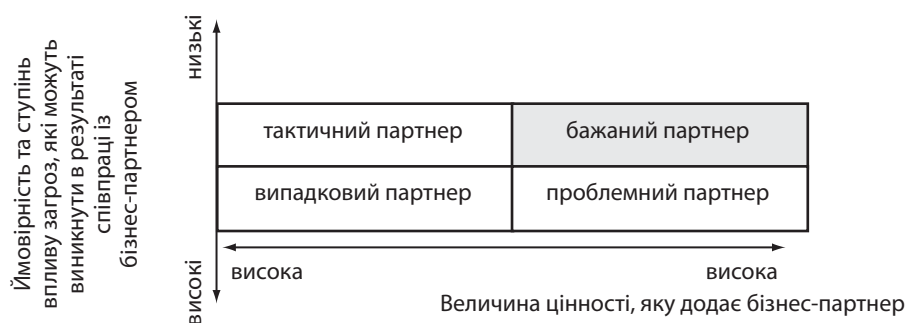 Ймовірність та ступінь
впливу загроз, які можуть
виникнути в результаті
співпраці із
бізнес-партнером
низькі
високі
тактичний партнер
бажаний партнер
випадковий партнер
проблемний партнер
висока
висока
Величина цінності, яку додає бізнес-партнер